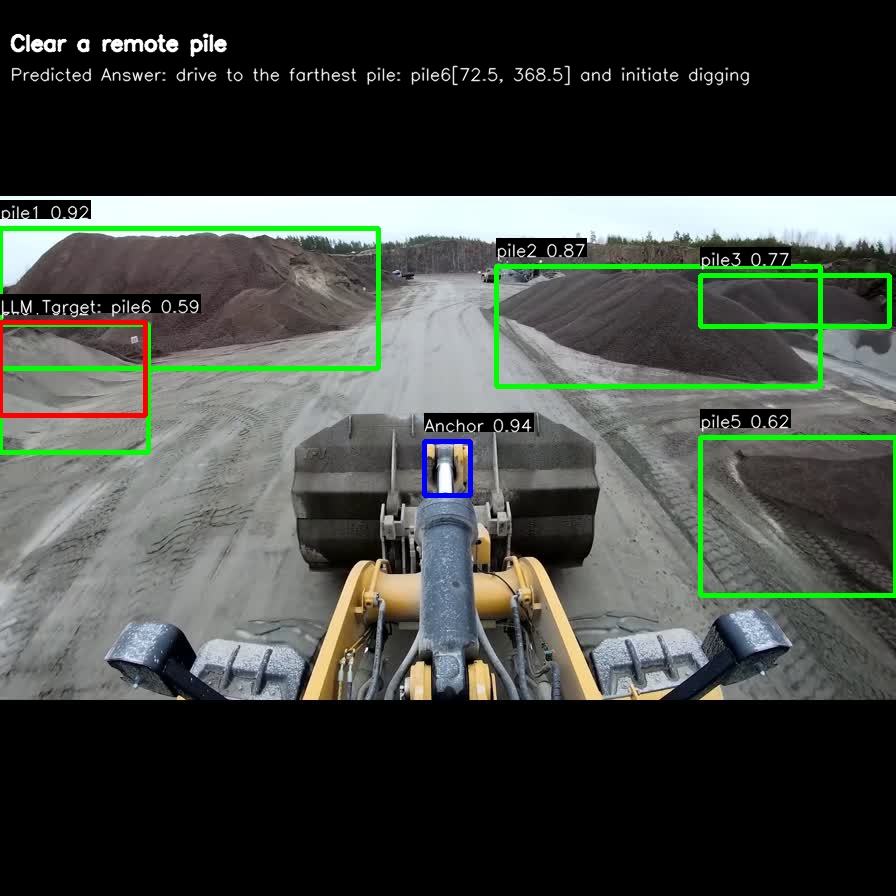 Clear a remote pile
Predicted Answer: drive to the farthest pile: pile6[72.5, 368.5] and initiate digging
pile1 0.92
pile2 0.87
pile3 0.77
LLM Target: pile6 0.59
pile5 0.62
Anchor 0.94